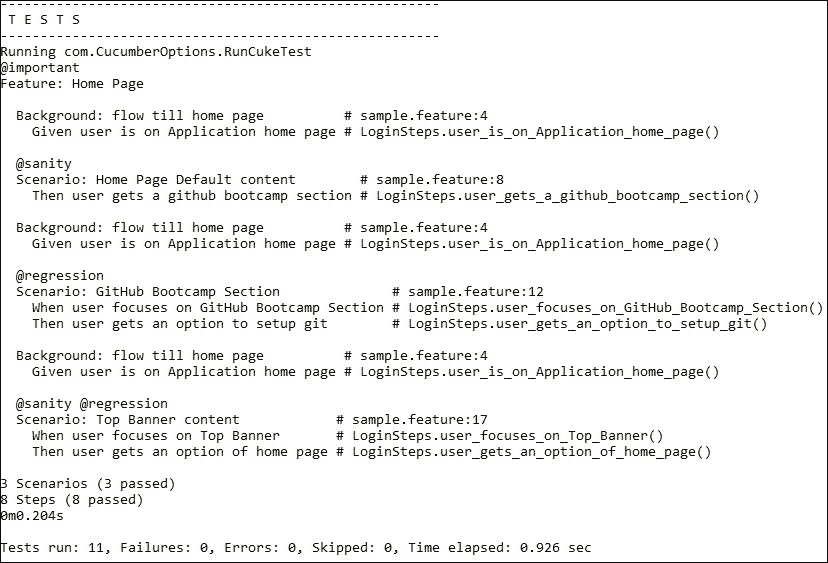 -------------------------------------------------------
 T E S T S
-------------------------------------------------------
Running com.CucumberOptions.RunCukeTest
@important
Feature: Home Page

  Background: flow till home page          # sample.feature:4
    Given user is on Application home page # LoginSteps.user_is_on_Application_home_page()

  @sanity
  Scenario: Home Page Default content        # sample.feature:8
    Then user gets a github bootcamp section # LoginSteps.user_gets_a_github_bootcamp_section()

  Background: flow till home page          # sample.feature:4
    Given user is on Application home page # LoginSteps.user_is_on_Application_home_page()

  @regression
  Scenario: GitHub Bootcamp Section              # sample.feature:12
    When user focuses on GitHub Bootcamp Section # LoginSteps.user_focuses_on_GitHub_Bootcamp_Section()
    Then user gets an option to setup git        # LoginSteps.user_gets_an_option_to_setup_git()

  Background: flow till home page          # sample.feature:4
    Given user is on Application home page # LoginSteps.user_is_on_Application_home_page()

  @sanity @regression
  Scenario: Top Banner content            # sample.feature:17
    When user focuses on Top Banner       # LoginSteps.user_focuses_on_Top_Banner()
    Then user gets an option of home page # LoginSteps.user_gets_an_option_of_home_page()

3 Scenarios (3 passed)
8 Steps (8 passed)
0m0.204s

Tests run: 11, Failures: 0, Errors: 0, Skipped: 0, Time elapsed: 0.926 sec